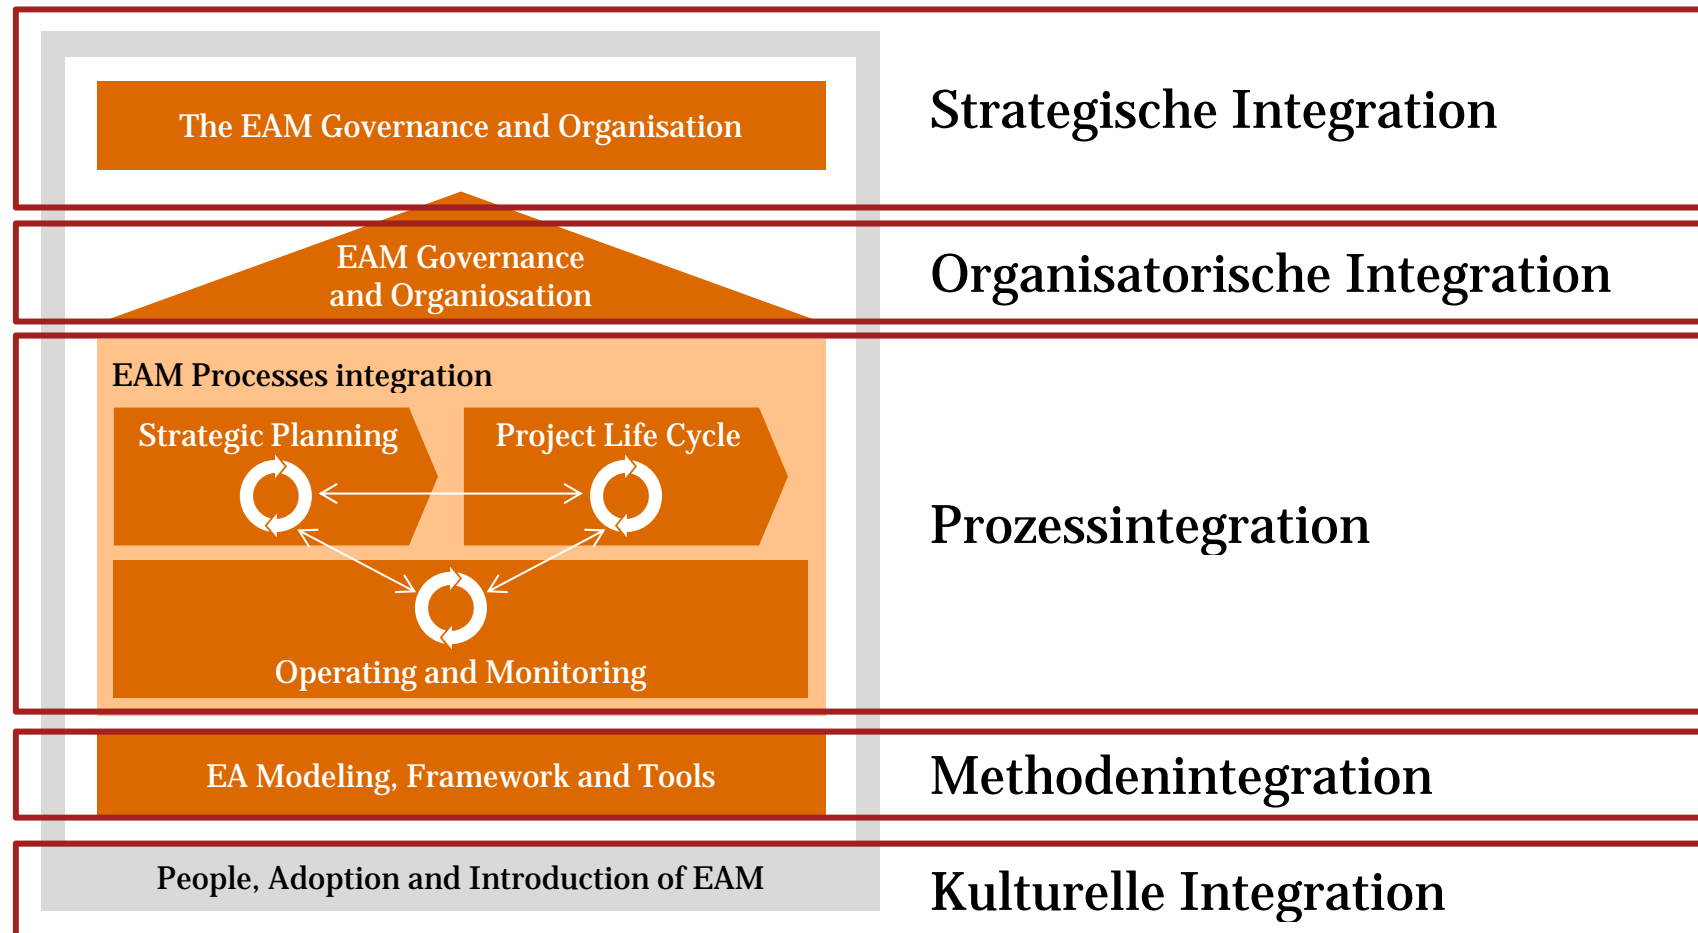 The EAM Governance and Organisation
Strategische Integration
EAM Governance
and Organiosation
Organisatorische Integration
EAM Processes integration
Strategic Planning
Project Life Cycle
Operating and Monitoring
Prozessintegration
EA Modeling, Framework and Tools
Methodenintegration
People, Adoption and Introduction of EAM
Kulturelle Integration